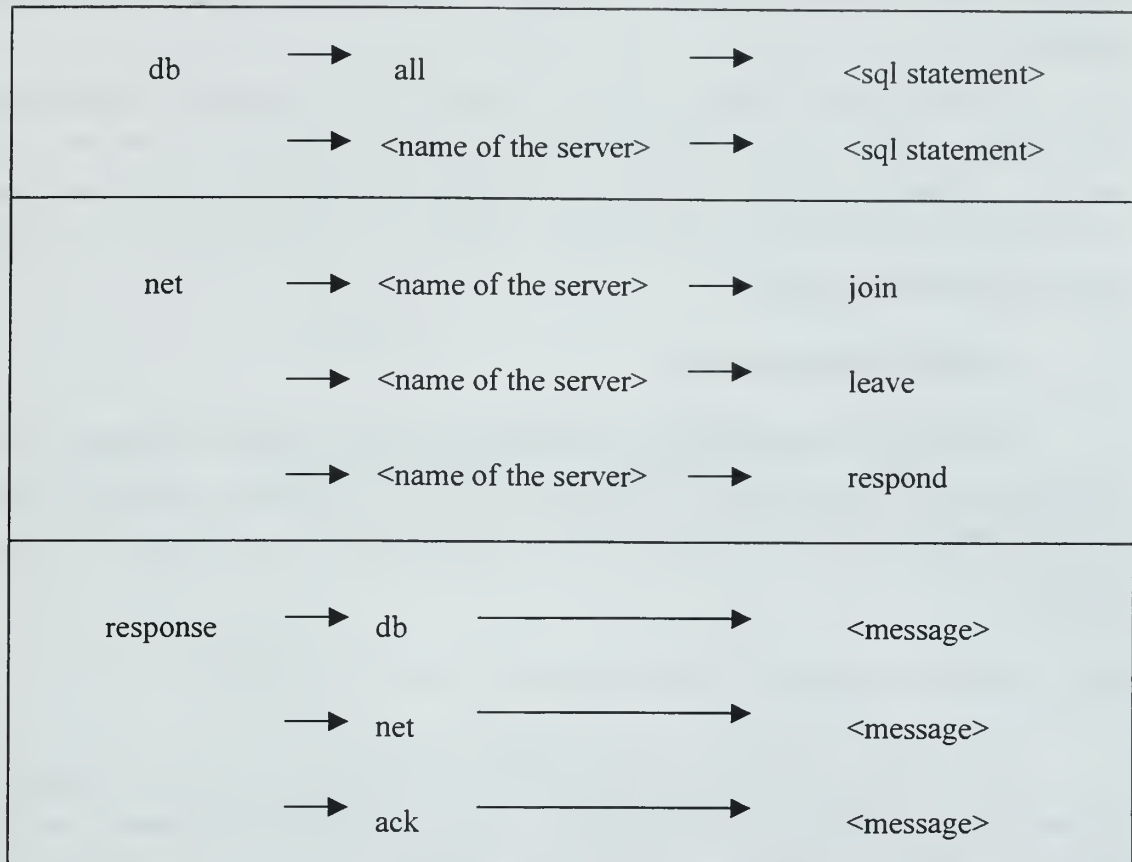 db → all → <sql statement>
→ <name of the server> → <sql statement>
net → <name of the server> → join
→ <name of the server> → leave
→ <name of the server> → respond
response → db → <message>
→ net → <message>
→ ack → <message>